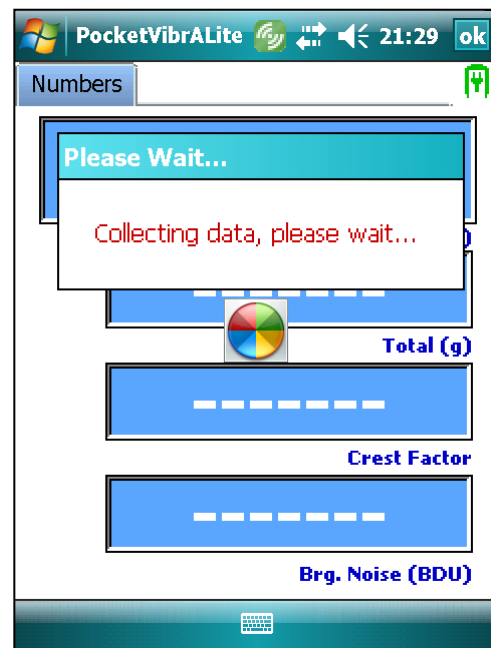 PocketVibrALite 21:29 ok
Numbers
Please Wait...
Collecting data, please wait...
)
-------
Total (g)
-------
Crest Factor
-------
Brg. Noise (BDU)